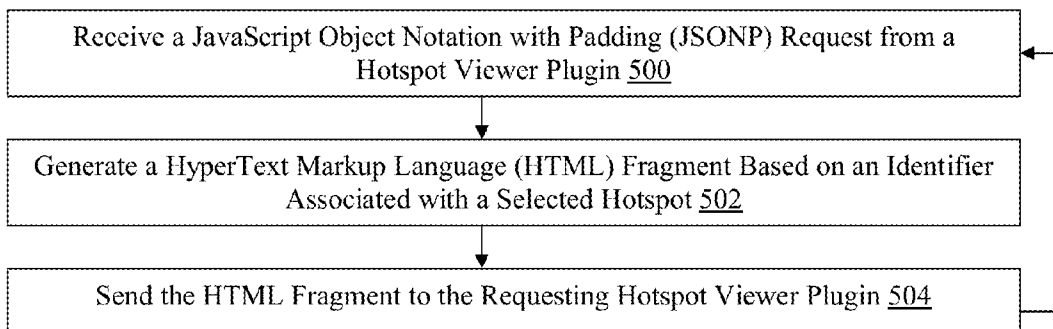 Receive a JavaScript Object Notation with Padding (JSONP) Request from a
Hotspot Viewer Plugin 500
Generate a HyperText Markup Language (HTML) Fragment Based on an Identifier
Associated with a Selected Hotspot 502
Send the HTML Fragment to the Requesting Hotspot Viewer Plugin 504